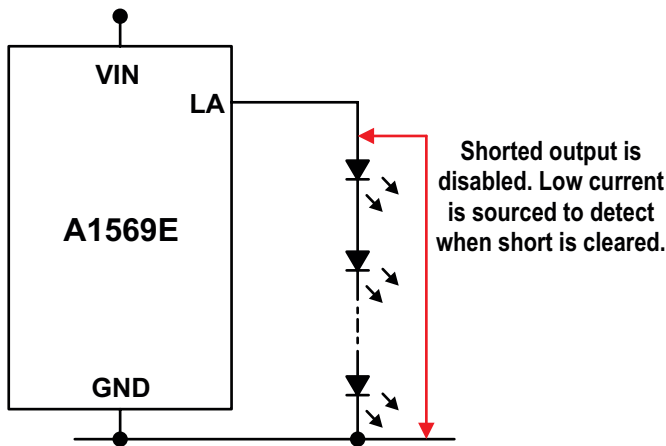 VIN
LA
A1569E
GND
Shorted output is
disabled. Low current
is sourced to detect
when short is cleared.